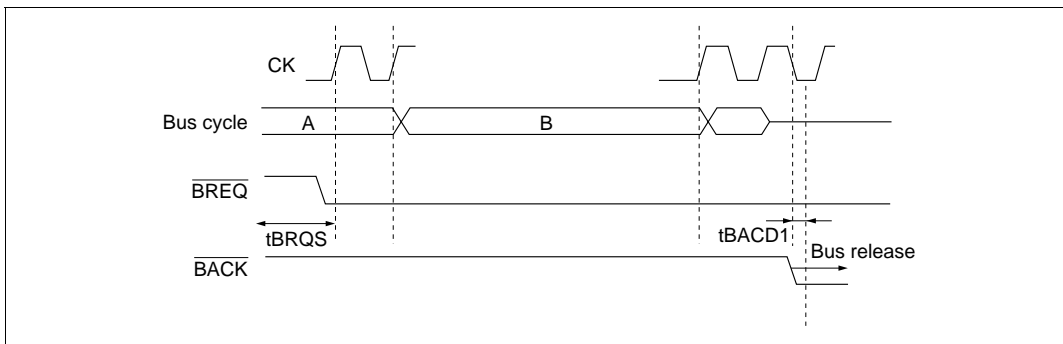 CK
Bus cycle
A
B
BREQ
tBRQS
tBACD1
Bus release
BACK